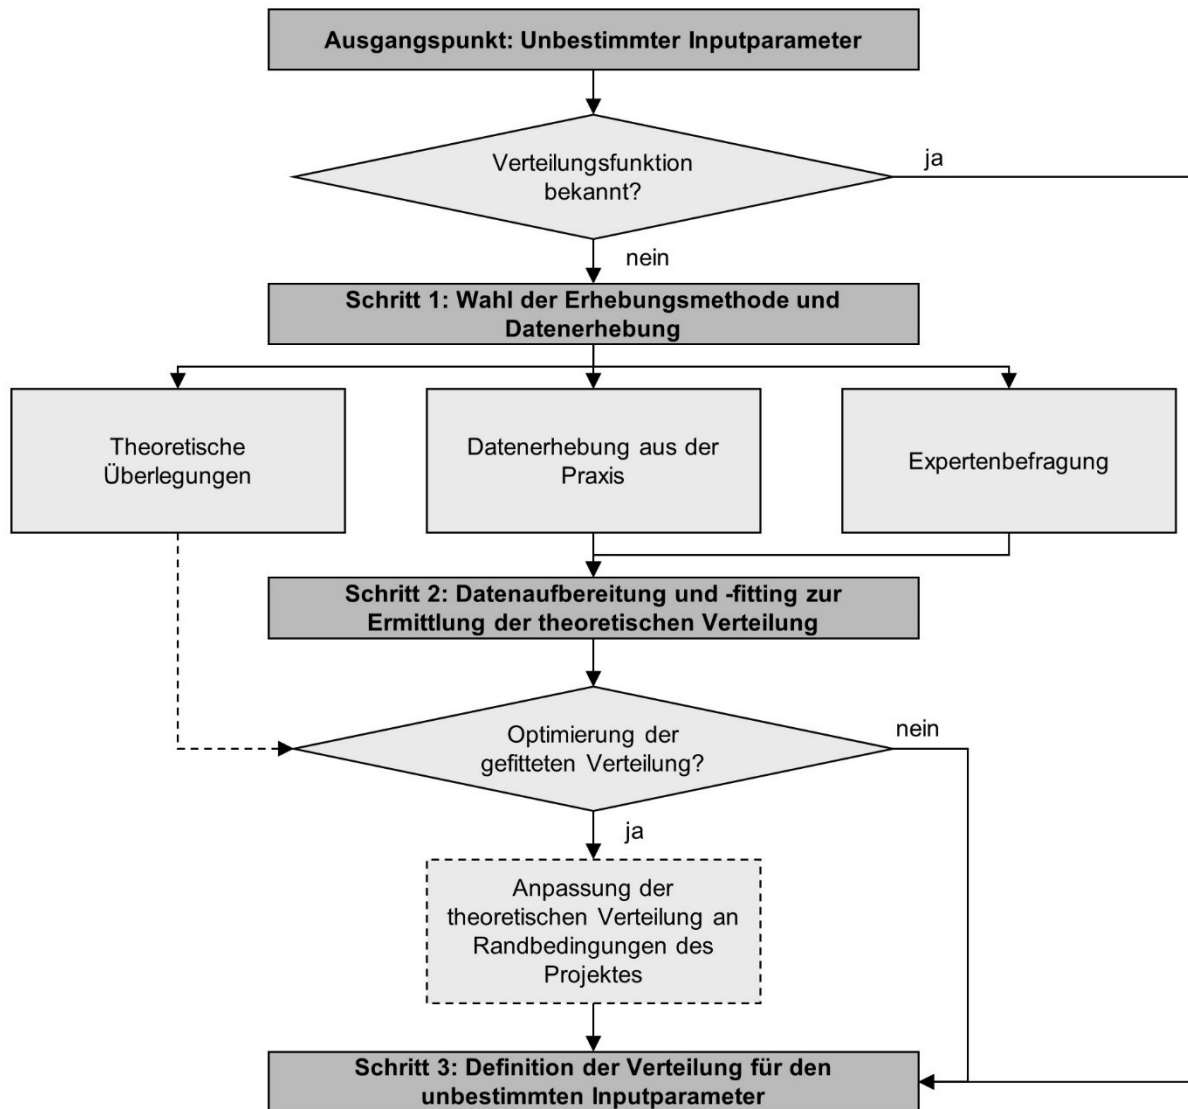 Ausgangspunkt: Unbestimmter Inputparameter
Verteilungsfunktion
bekannt?
ja
nein
Schritt 1: Wahl der Erhebungsmethode und
Datenerhebung
Theoretische
Überlegungen
Datenerhebung aus der
Praxis
Expertenbefragung
Schritt 2: Datenaufbereitung und -fitting zur
Ermittlung der theoretischen Verteilung
Optimierung der
gefitteten Verteilung?
nein
ja
Anpassung der
theoretischen Verteilung an
Randbedingungen des
Projektes
Schritt 3: Definition der Verteilung für den
unbestimmten Inputparameter